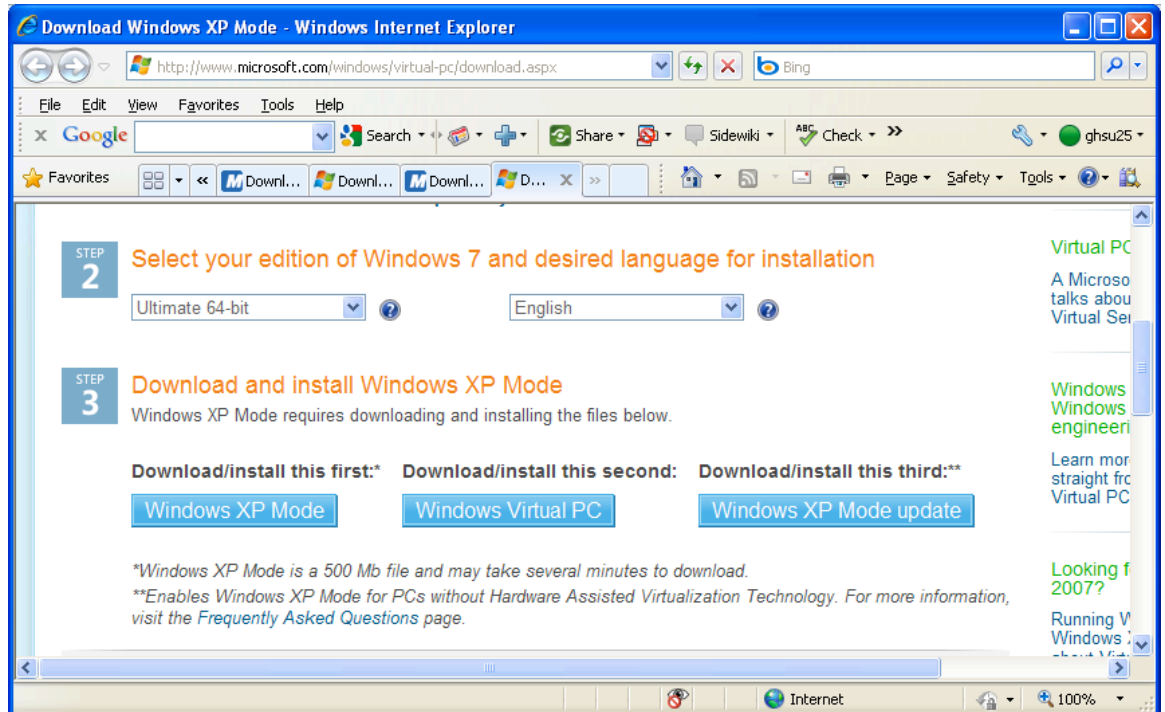 Download Windows XP Mode - Windows Internet Explorer
http://www.microsoft.com/windows/virtual-pc/download.aspx Bing
File Edit View Favorites Tools Help
x Google Search Share Sidewiki ABC Check » ghsu25
Favorites « Downl... Downl... Downl... D... X » Page Safety Tools
STEP 2 Select your edition of Windows 7 and desired language for installation
Ultimate 64-bit English
STEP 3 Download and install Windows XP Mode
Windows XP Mode requires downloading and installing the files below.
Download/install this first:* Download/install this second: Download/install this third:**
Windows XP Mode Windows Virtual PC Windows XP Mode update
*Windows XP Mode is a 500 Mb file and may take several minutes to download.
**Enables Windows XP Mode for PCs without Hardware Assisted Virtualization Technology. For more information,
visit the Frequently Asked Questions page.
Virtual PC
A Microso
talks abou
Virtual Ser
Windows
Windows
engineeri
Learn mor
straight fro
Virtual PC
Looking f
2007?
Running W
Windows
Internet 100%